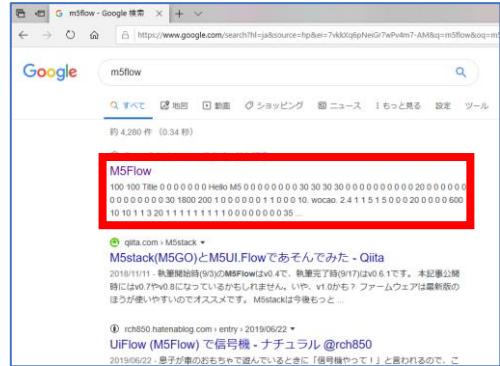 m5flow - Google 検索
https://www.google.com/search?hl=ja&source=hp&ei=7vkkXq6pNeiGr7wPv4m7-AM&q=m5flow&oq=m5
Google
m5flow
すべて 地図 動画 ショッピング ニュース もっと見る 設定 ツール
約 4,280 件 (0.34 秒)
M5Flow
100 100 Title 0 0 0 0 0 0 0 Hello M5 0 0 0 0 0 0 0 0 30 30 30 30 0 0 0 0 0 0 0 0 0 0 20 0 0 0 0 0 0
0 0 0 0 0 0 0 0 30 1800 200 1 0 0 0 0 0 1 1 0 0 0 10. wocao. 2.4 1 1 5 1 5 0 0 0 20 0 0 0 0 600
10 10 1 1 3 20 1 1 1 1 1 1 1 1 0 0 0 0 0 0 0 0 35 ...
qiita.com › M5stack
M5stack(M5GO)とM5UI.Flowであそんでみた - Qiita
2018/11/11 - 執筆開始時(9/3)のM5Flowはv0.4で、執筆完了時(9/17)はv0.6.1です。 本記事公開
時にはv0.7やv0.8になっているかもしれません。いや、v1.0かも？ ファームウェアは最新版の
ほうが使いやすいのでオススメです。 M5stackは今後もっと ...
rch850.hatenablog.com › entry › 2019/06/22
UiFlow (M5Flow) で信号機 - ナチュラル @rch850
2019/06/22 - 息子が車のおもちゃで遊んでいるときに「信号機やって！」と言われるので、こ